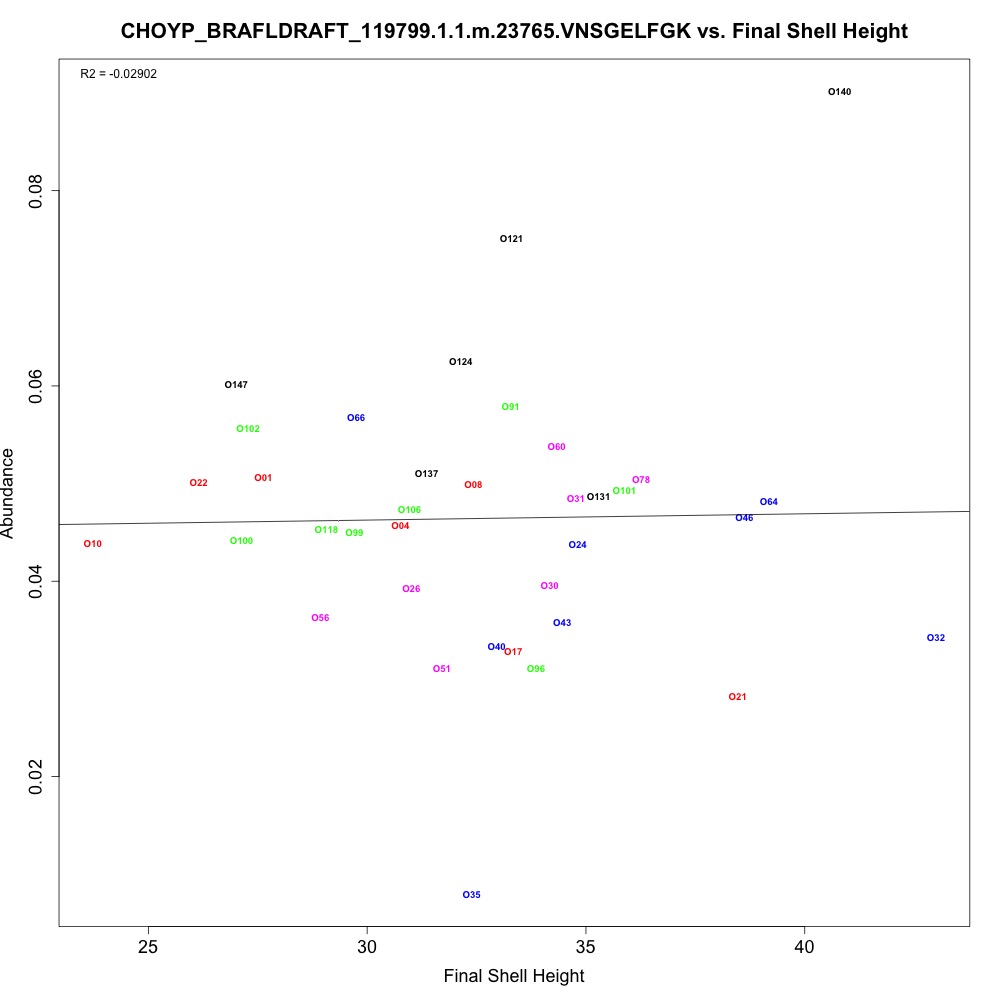 CHOYP_BRAFLDRAFT_119799.1.1.m.23765.VNSGELFGK vs. Final Shell Height
R2 = -0.02902
O140
0.08
O121
O124
0.06
O147
O91
O66
O102
O60
O137
O01
O78
O22
O08
O101
O31
O131
O64
O106
O46
O04
O118
O99
O100
O10
O24
Abundance
0.04
O26
O30
O56
O43
O32
O40
O17
O51
O96
O21
0.02
O35
25
30
35
40
Final Shell Height